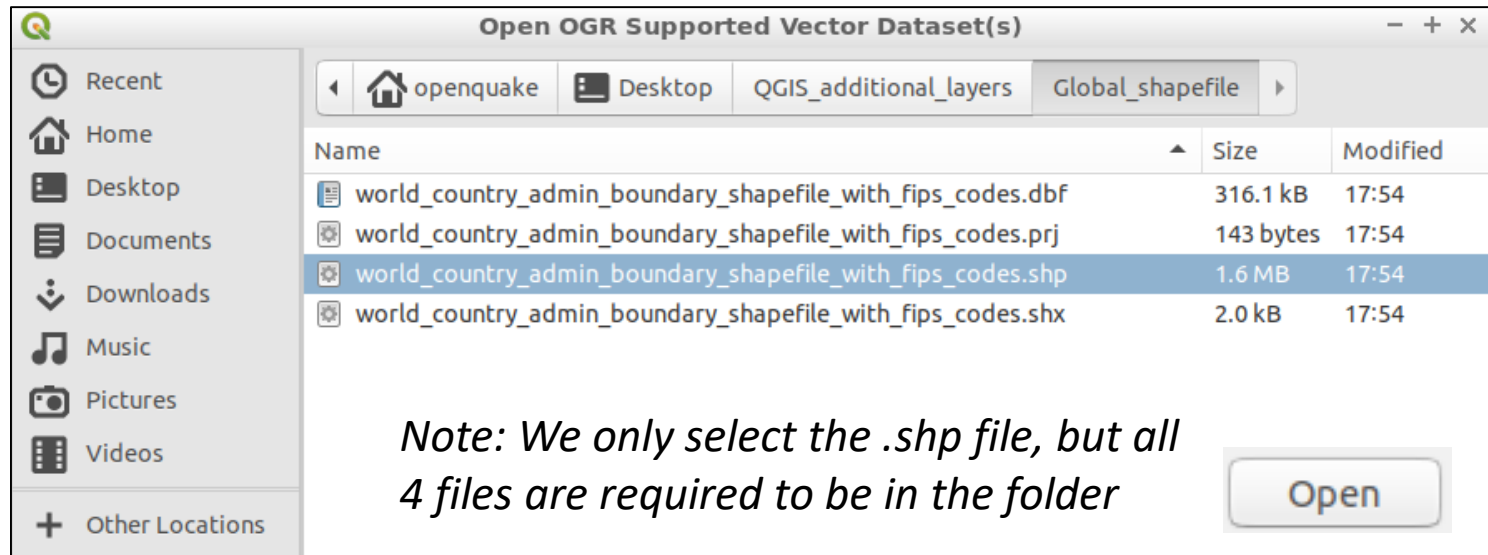 Open OGR Supported Vector Dataset(s)
Recent
Home
Desktop
Documents
Downloads
Music
Pictures
Videos
Other Locations
openquake Desktop QGIS_additional_layers Global_shapefile
Name Size Modified
world_country_admin_boundary_shapefile_with_fips_codes.dbf 316.1 kB 17:54
world_country_admin_boundary_shapefile_with_fips_codes.prj 143 bytes 17:54
world_country_admin_boundary_shapefile_with_fips_codes.shp 1.6 MB 17:54
world_country_admin_boundary_shapefile_with_fips_codes.shx 2.0 kB 17:54
Note: We only select the .shp file, but all
4 files are required to be in the folder
Open